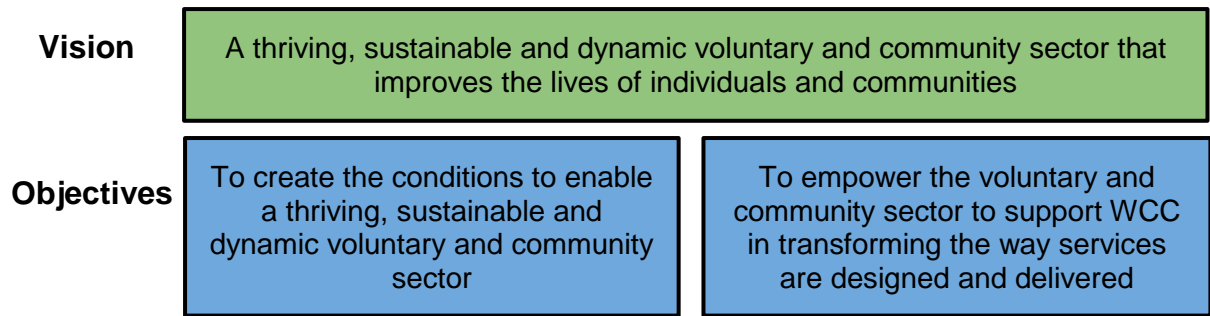 Vision
A thriving, sustainable and dynamic voluntary and community sector that
improves the lives of individuals and communities
Objectives
To create the conditions to enable
a thriving, sustainable and
dynamic voluntary and community
sector
To empower the voluntary and
community sector to support WCC
in transforming the way services
are designed and delivered